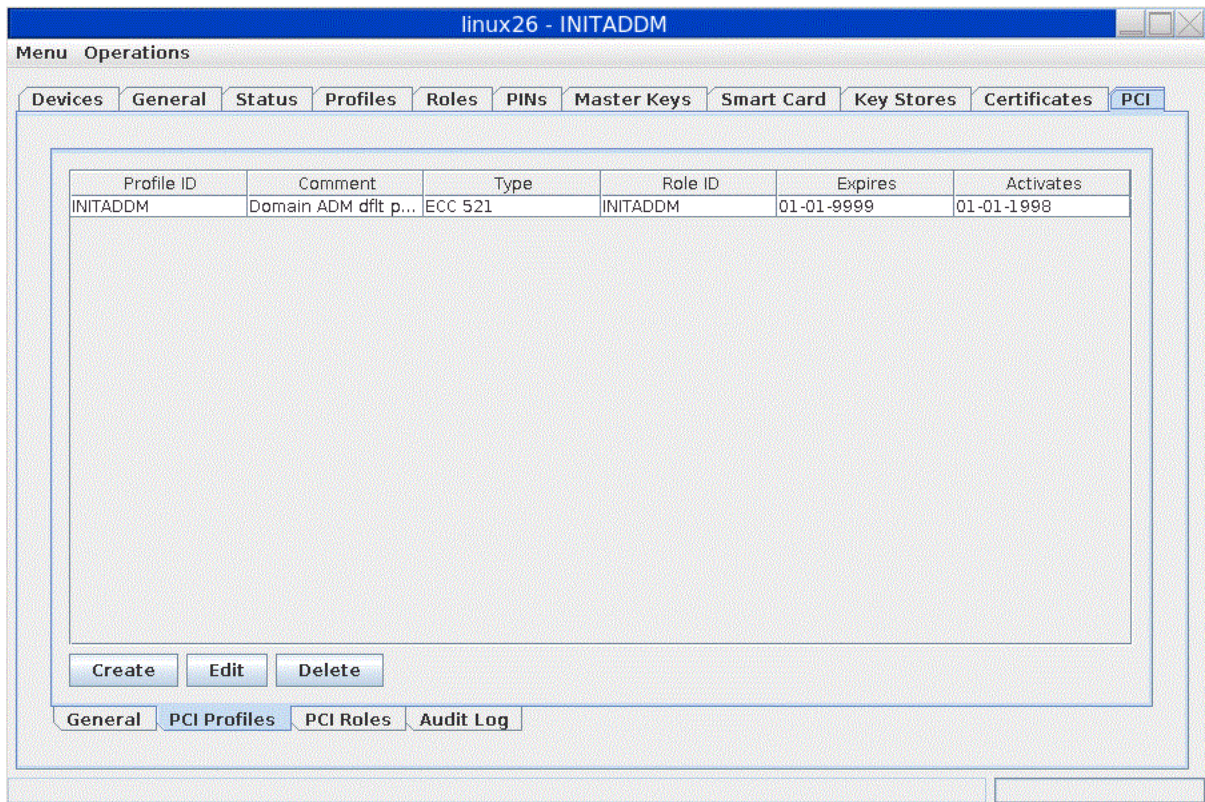 linux26 - INITADDM
Menu Operations
Devices General Status Profiles Roles PINs Master Keys Smart Card Key Stores Certificates PCI
Profile ID Comment Type Role ID Expires Activates
INITADDM Domain ADM dflt p... ECC 521 INITADDM 01-01-9999 01-01-1998
Create Edit Delete
General PCI Profiles PCI Roles Audit Log